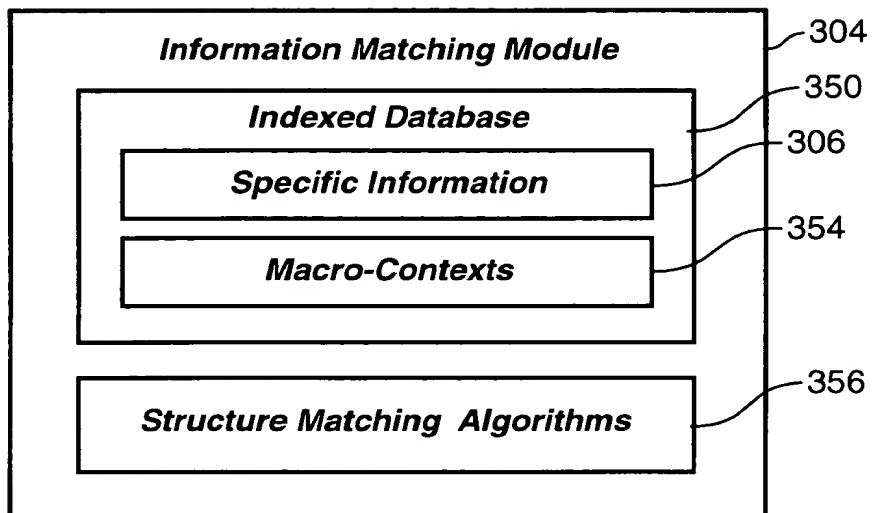 Information Matching Module
304
Indexed Database
350
Specific Information
306
Macro-Contexts
354
Structure Matching Algorithms
356